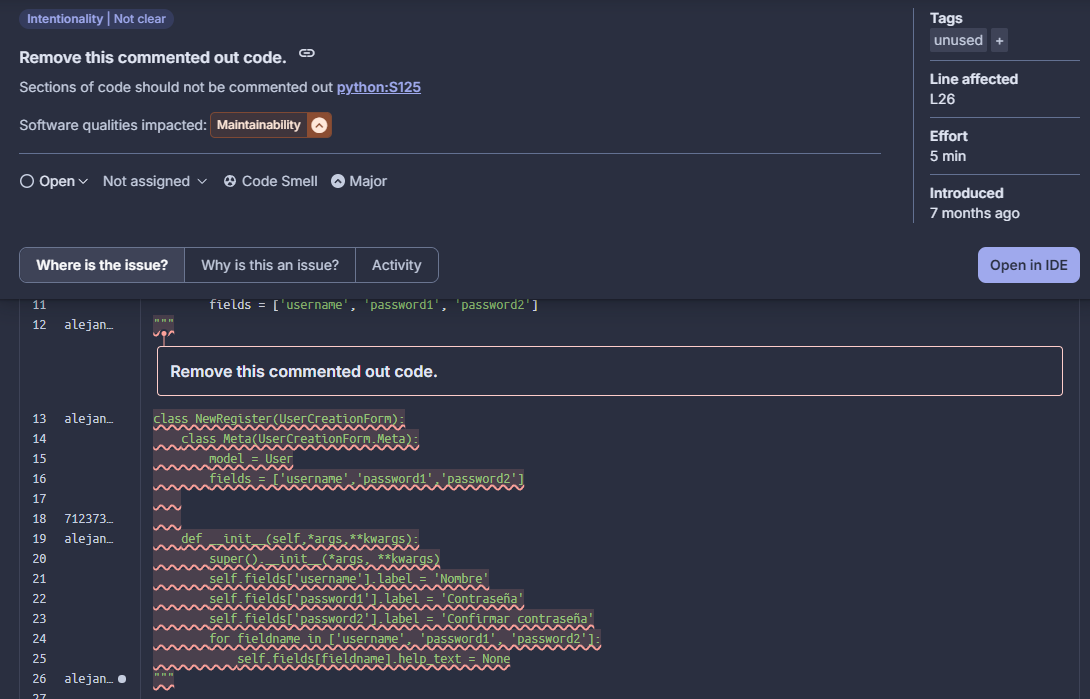 Intentionality | Not clear
Remove this commented out code.
Sections of code should not be commented out python:S125
Software qualities impacted: Maintainability
Open Not assigned Code Smell Major
Tags
unused +
Line affected
L26
Effort
5 min
Introduced
7 months ago
Where is the issue? Why is this an issue? Activity Open in IDE
11 fields = ['username', 'password1', 'password2']
12 alejan… """
Remove this commented out code.
13 alejan… class NewRegister(UserCreationForm):
14 class Meta(UserCreationForm.Meta):
15 model = User
16 fields = ['username','password1','password2']
17
18 712373…
19 alejan… def __init__(self,*args,**kwargs):
20 super().__init__(*args, **kwargs)
21 self.fields['username'].label = 'Nombre'
22 self.fields['password1'].label = 'Contraseña'
23 self.fields['password2'].label = 'Confirmar contraseña'
24 for fieldname in ['username', 'password1', 'password2']:
25 self.fields[fieldname].help_text = None
26 alejan… """
27